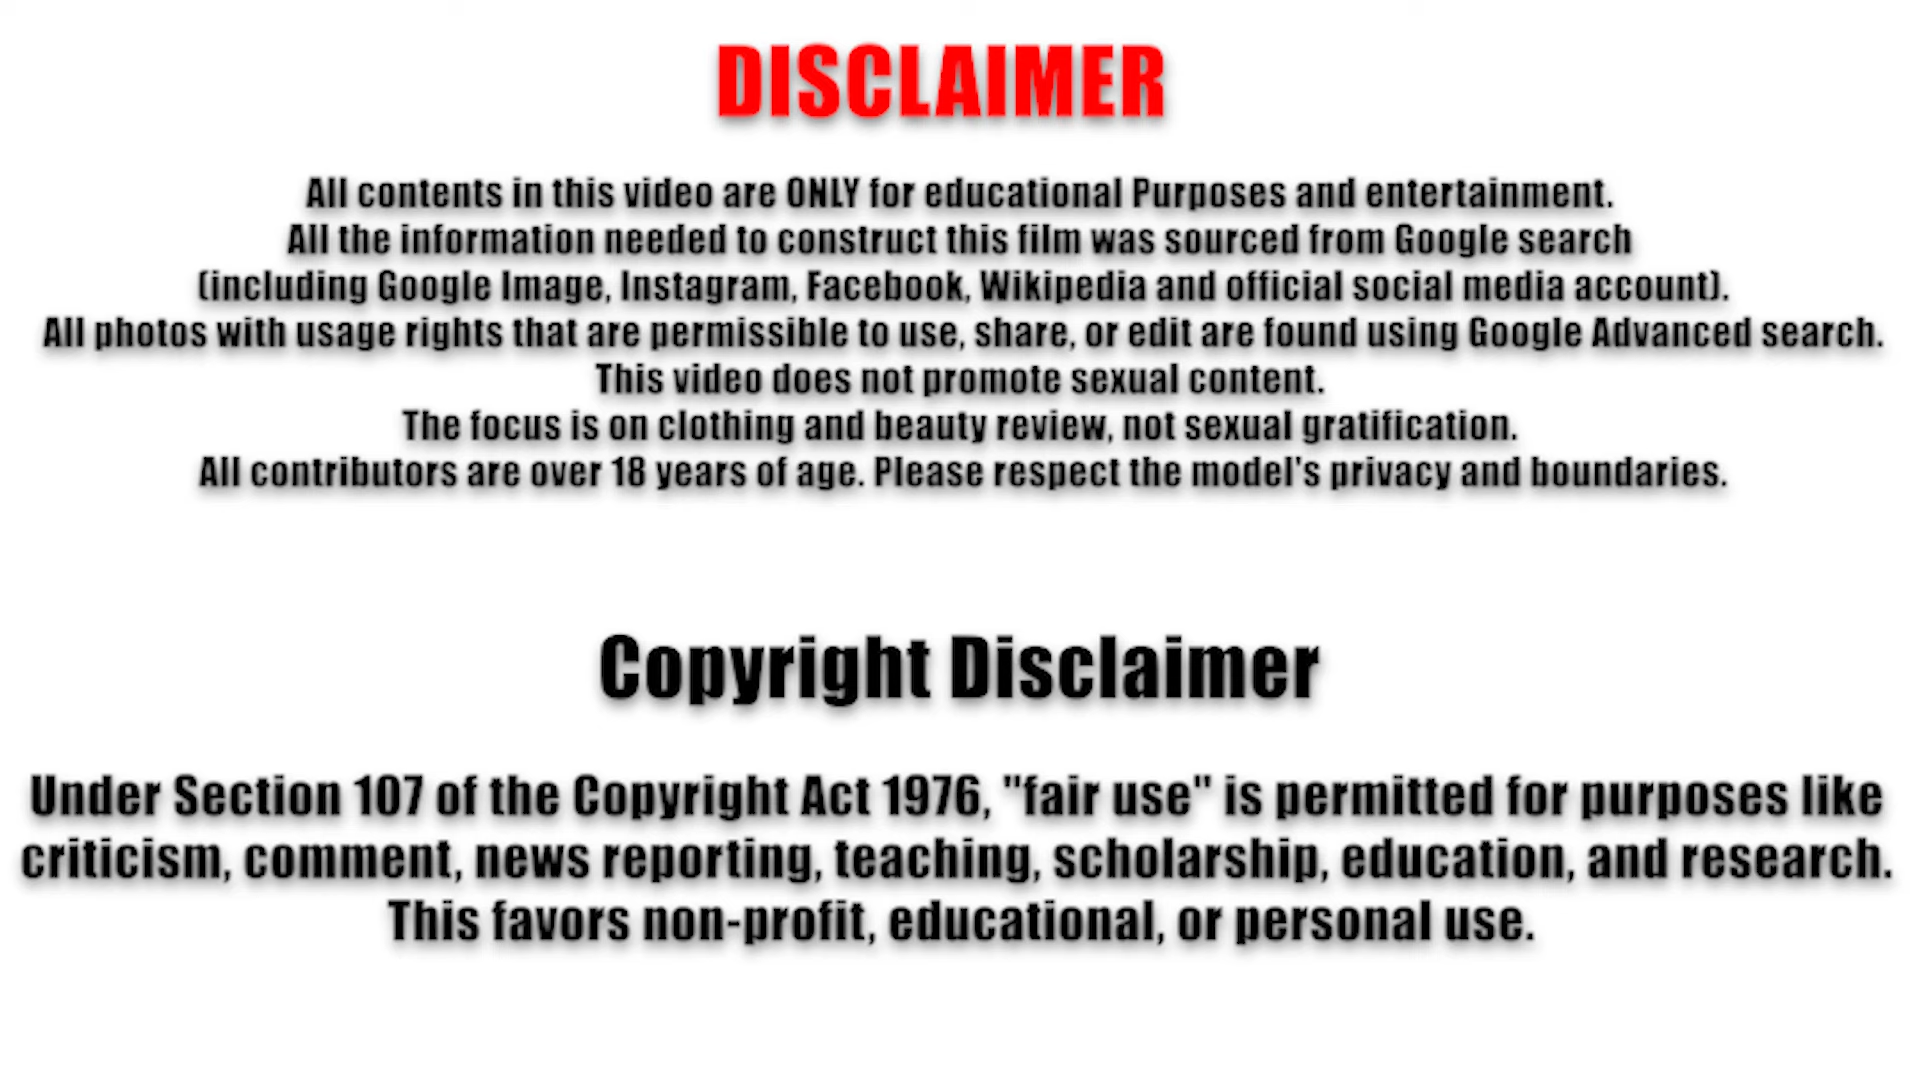 DISCLAIMER
All contents in this video are ONLY for educational Purposes and entertainment.
All the information needed to construct this film was sourced from Google search
(including Google Image, Instagram, Facebook, Wikipedia and official social media account).
All photos with usage rights that are permissible to use, share, or edit are found using Google Advanced search.
This video does not promote sexual content.
The focus is on clothing and beauty review, not sexual gratification.
All contributors are over 18 years of age. Please respect the model's privacy and boundaries.
Copyright Disclaimer
Under Section 107 of the Copyright Act 1976, "fair use" is permitted for purposes like
criticism, comment, news reporting, teaching, scholarship, education, and research.
This favors non-profit, educational, or personal use.